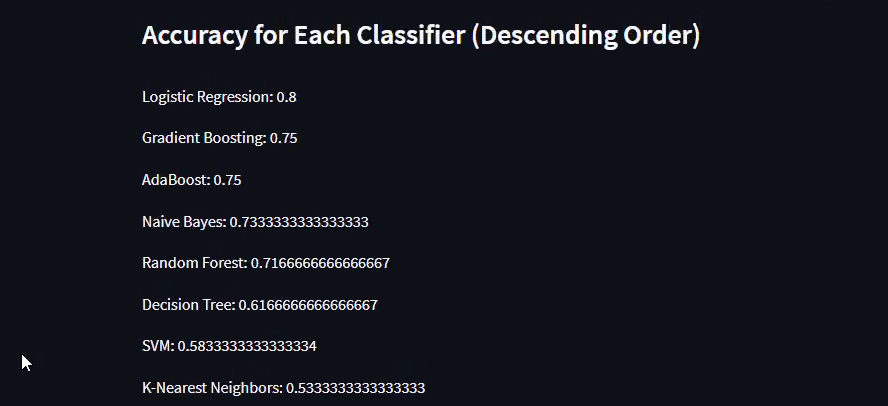 Accuracy for Each Classifier (Descending Order)
Logistic Regression: 0.8
Gradient Boosting: 0.75
AdaBoost: 0.75
Naive Bayes: 0.7333333333333333
Random Forest: 0.7166666666666667
Decision Tree: 0.6166666666666667
SVM: 0.5833333333333334
K-Nearest Neighbors: 0.5333333333333333